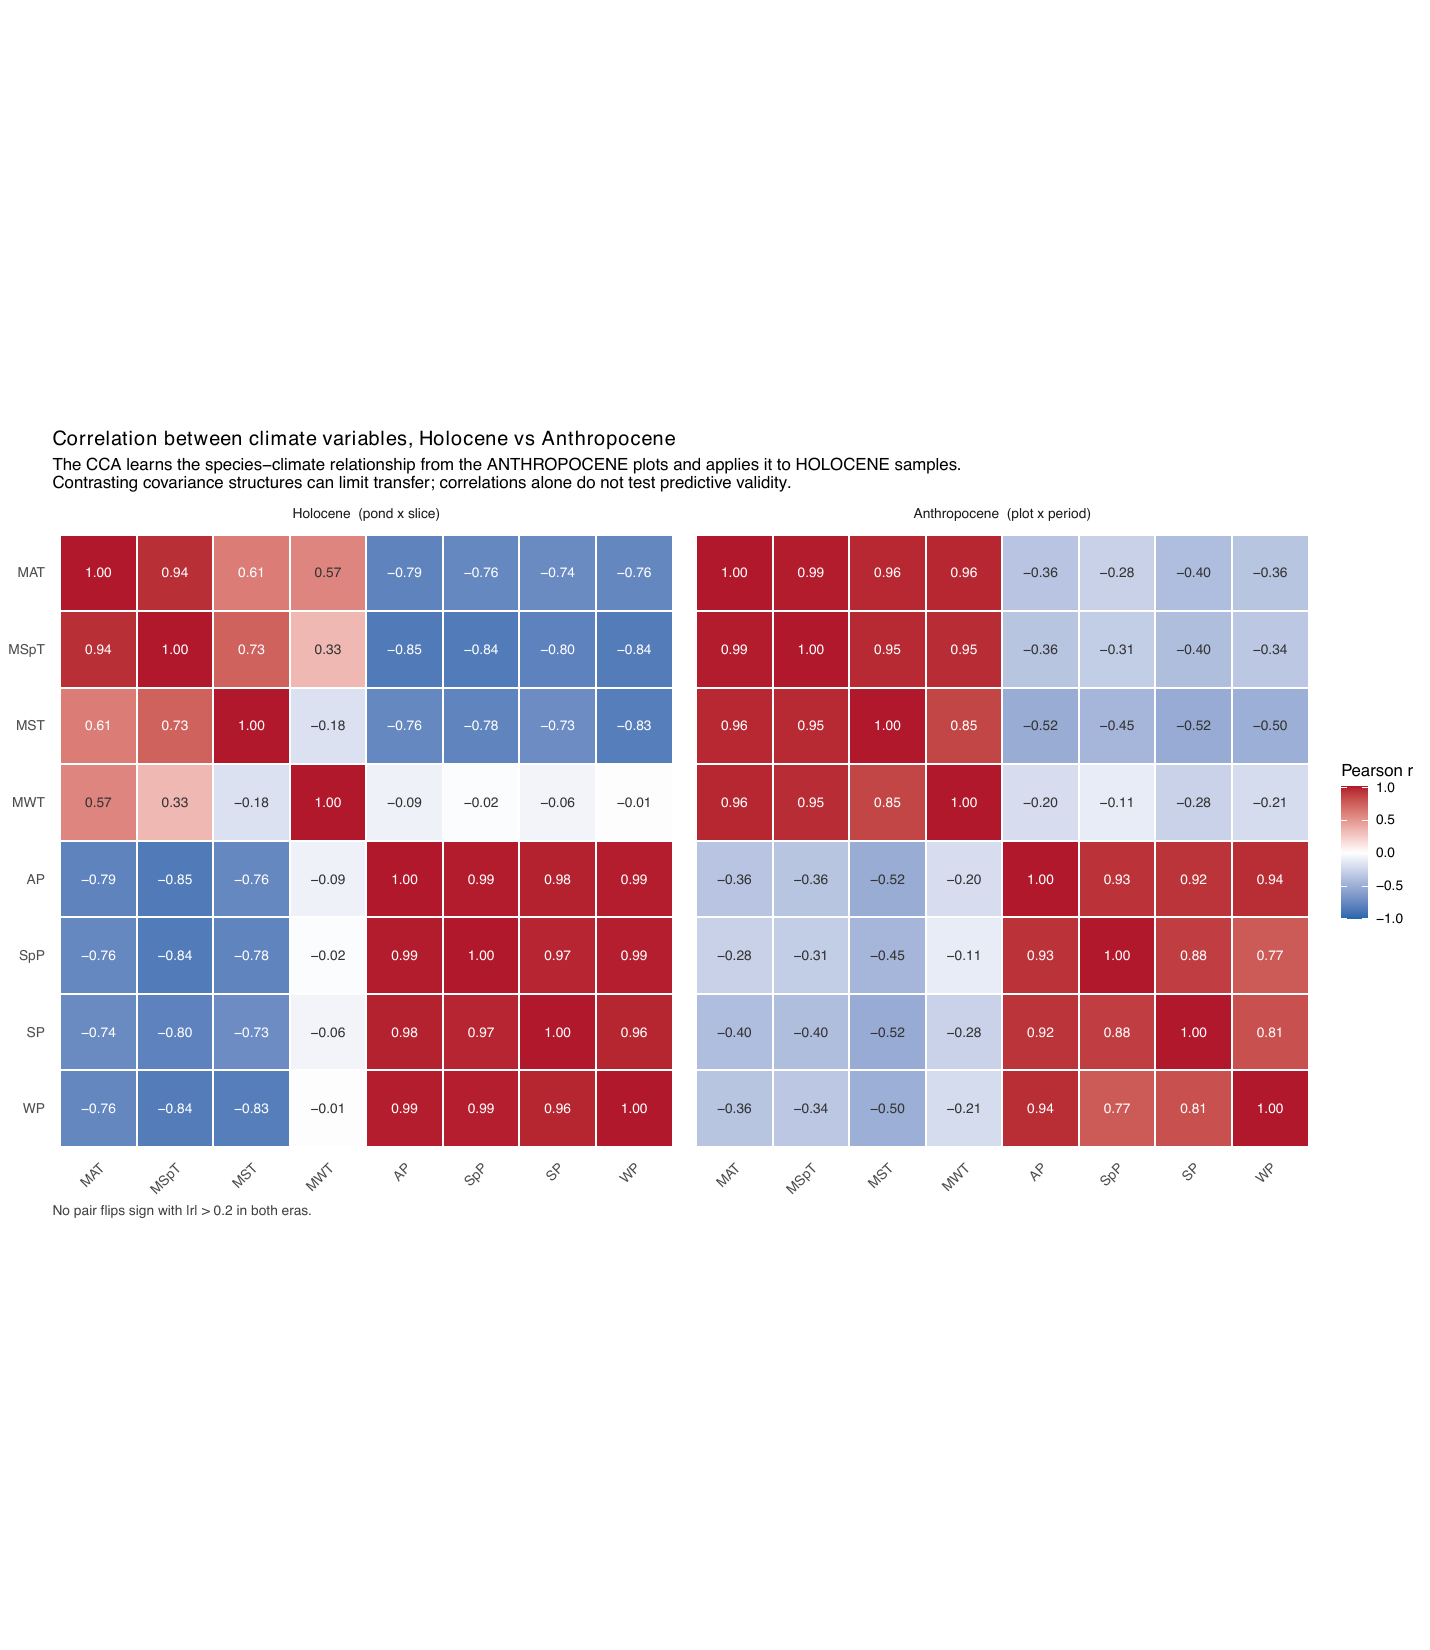 Correlation between climate variables, Holocene vs Anthropocene
The CCA learns the species−climate relationship from the ANTHROPOCENE plots and applies it to HOLOCENE samples.
Contrasting covariance structures can limit transfer; correlations alone do not test predictive validity.
Holocene (pond x slice) Anthropocene (plot x period)
MAT 1.00 0.94 0.61 0.57 −0.79 −0.76 −0.74 −0.76 1.00 0.99 0.96 0.96 −0.36 −0.28 −0.40 −0.36
MSpT 0.94 1.00 0.73 0.33 −0.85 −0.84 −0.80 −0.84 0.99 1.00 0.95 0.95 −0.36 −0.31 −0.40 −0.34
MST 0.61 0.73 1.00 −0.18 −0.76 −0.78 −0.73 −0.83 0.96 0.95 1.00 0.85 −0.52 −0.45 −0.52 −0.50
MWT 0.57 0.33 −0.18 1.00 −0.09 −0.02 −0.06 −0.01 0.96 0.95 0.85 1.00 −0.20 −0.11 −0.28 −0.21
AP −0.79 −0.85 −0.76 −0.09 1.00 0.99 0.98 0.99 −0.36 −0.36 −0.52 −0.20 1.00 0.93 0.92 0.94
SpP −0.76 −0.84 −0.78 −0.02 0.99 1.00 0.97 0.99 −0.28 −0.31 −0.45 −0.11 0.93 1.00 0.88 0.77
SP −0.74 −0.80 −0.73 −0.06 0.98 0.97 1.00 0.96 −0.40 −0.40 −0.52 −0.28 0.92 0.88 1.00 0.81
WP −0.76 −0.84 −0.83 −0.01 0.99 0.99 0.96 1.00 −0.36 −0.34 −0.50 −0.21 0.94 0.77 0.81 1.00
MAT MSpT MST MWT AP SpP SP WP MAT MSpT MST MWT AP SpP SP WP
No pair flips sign with |r| > 0.2 in both eras.
Pearson r
1.0
0.5
0.0
−0.5
−1.0